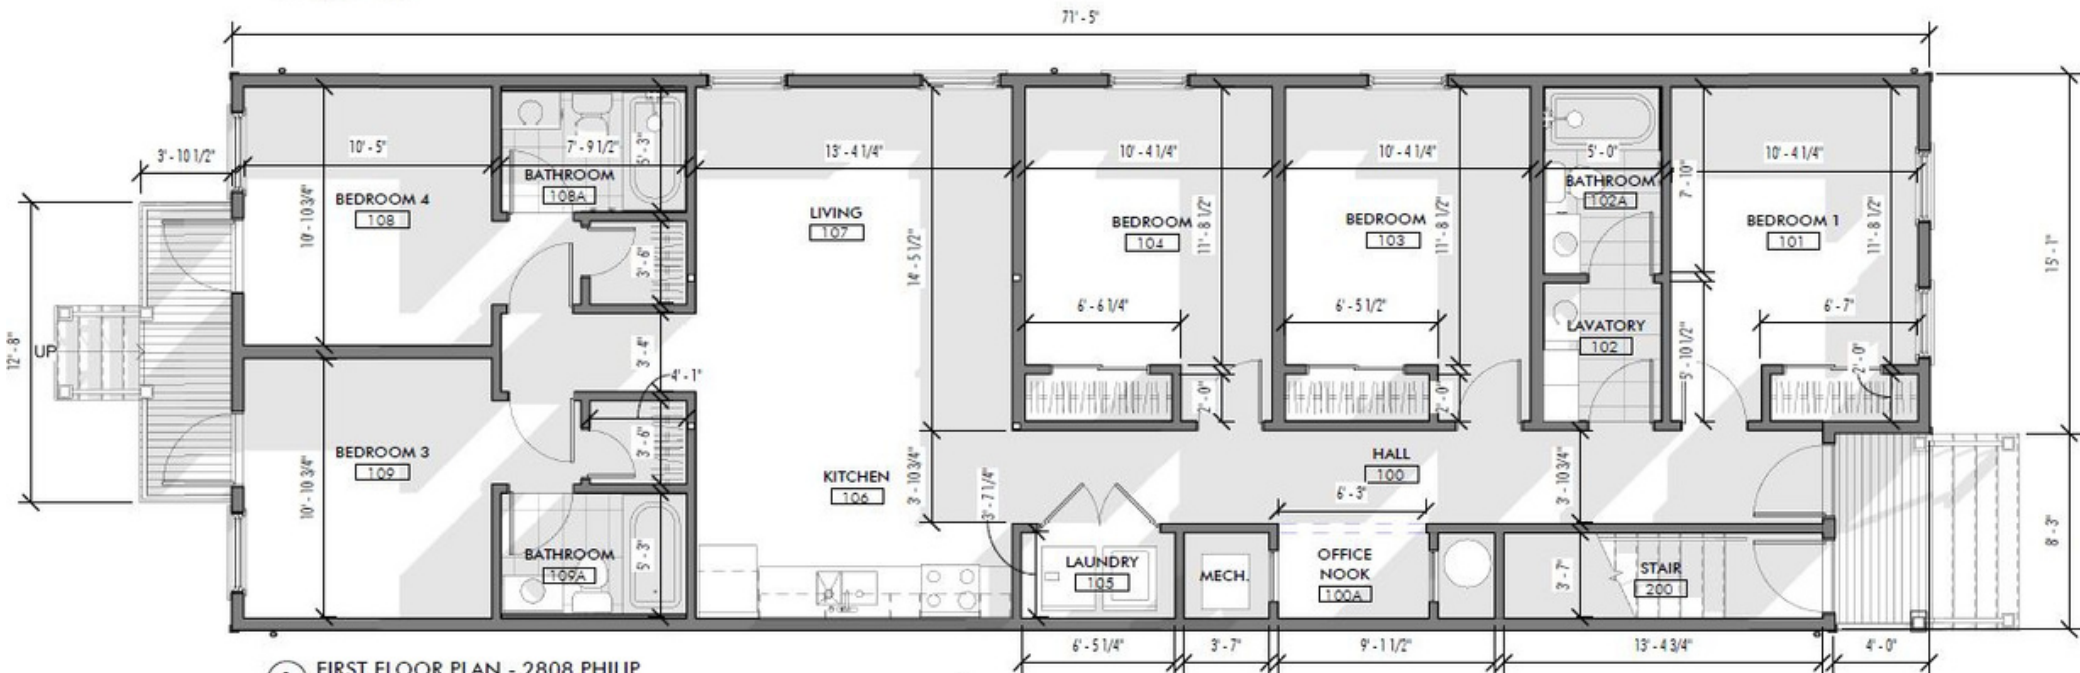 71' - 5"
3' - 10 1/2"
10' - 5"
7' - 9 1/2"
5' - 3"
13' - 4 1/4"
10' - 4 1/4"
10' - 4 1/4"
5' - 0"
10' - 4 1/4"
BEDROOM 4
108
10' - 10 3/4"
BATHROOM
108A
LIVING
107
14' - 5 1/2"
BEDROOM
104
11' - 8 1/2"
BEDROOM
103
11' - 8 1/2"
BATHROOM
102A
7' - 10"
BEDROOM 1
101
11' - 8 1/2"
15' - 1"
3' - 6"
6' - 6 1/4"
6' - 5 1/2"
6' - 7"
12' - 8"
UP
3' - 4"
4' - 1"
LAVATORY
102
5' - 10 1/2"
2' - 0"
2' - 0"
2' - 0"
BEDROOM 3
109
10' - 10 3/4"
3' - 6"
KITCHEN
106
3' - 10 3/4"
3' - 7 1/4"
HALL
100
6' - 3"
3' - 10 3/4"
8' - 3"
BATHROOM
109A
5' - 3"
LAUNDRY
105
MECH.
OFFICE
NOOK
100A
3' - 7"
STAIR
200
6' - 5 1/4"
3' - 7"
9' - 1 1/2"
13' - 4 3/4"
4' - 0"
FIRST FLOOR PLAN - 2808 PHILIP